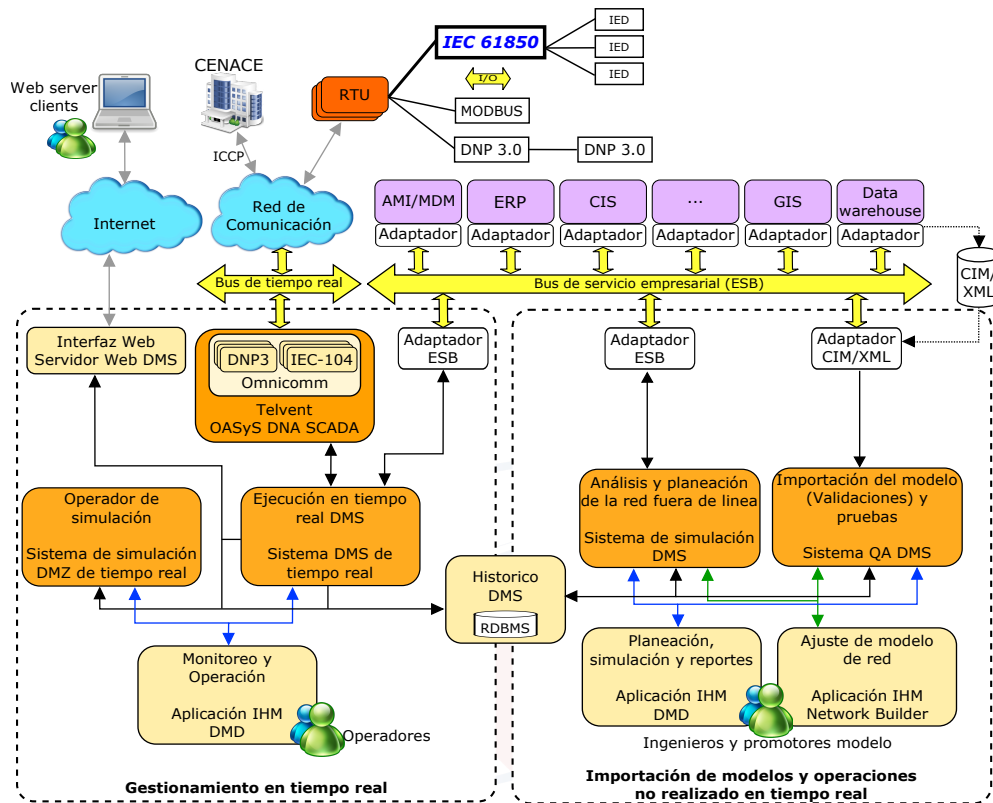 IEC 61850
IED
IED
IED
I/O
CENACE
RTU
Web server
clients
MODBUS
ICCP
DNP 3.0
DNP 3.0
Internet
Red de
Comunicación
AMI/MDM
ERP
CIS
...
GIS
Data
warehouse
Adaptador
Adaptador
Adaptador
Adaptador
Adaptador
Adaptador
CIM/
XML
Bus de tiempo real
Bus de servicio empresarial (ESB)
Interfaz Web
Servidor Web DMS
DNP3
IEC-104
Omnicomm
Telvent
OASyS DNA SCADA
Adaptador
ESB
Adaptador
ESB
Adaptador
CIM/XML
Operador de
simulación
Sistema de simulación
DMZ de tiempo real
Ejecución en tiempo
real DMS
Sistema DMS de
tiempo real
Análisis y planeación
de la red fuera de linea
Sistema de simulación
DMS
Importación del modelo
(Validaciones) y
pruebas
Sistema QA DMS
Historico
DMS
RDBMS
Monitoreo y
Operación
Aplicación IHM
DMD
Operadores
Planeación,
simulación y reportes
Aplicación IHM
DMD
Ajuste de modelo
de red
Aplicación IHM
Network Builder
Ingenieros y promotores modelo
Gestionamiento en tiempo real
Importación de modelos y operaciones
no realizado en tiempo real